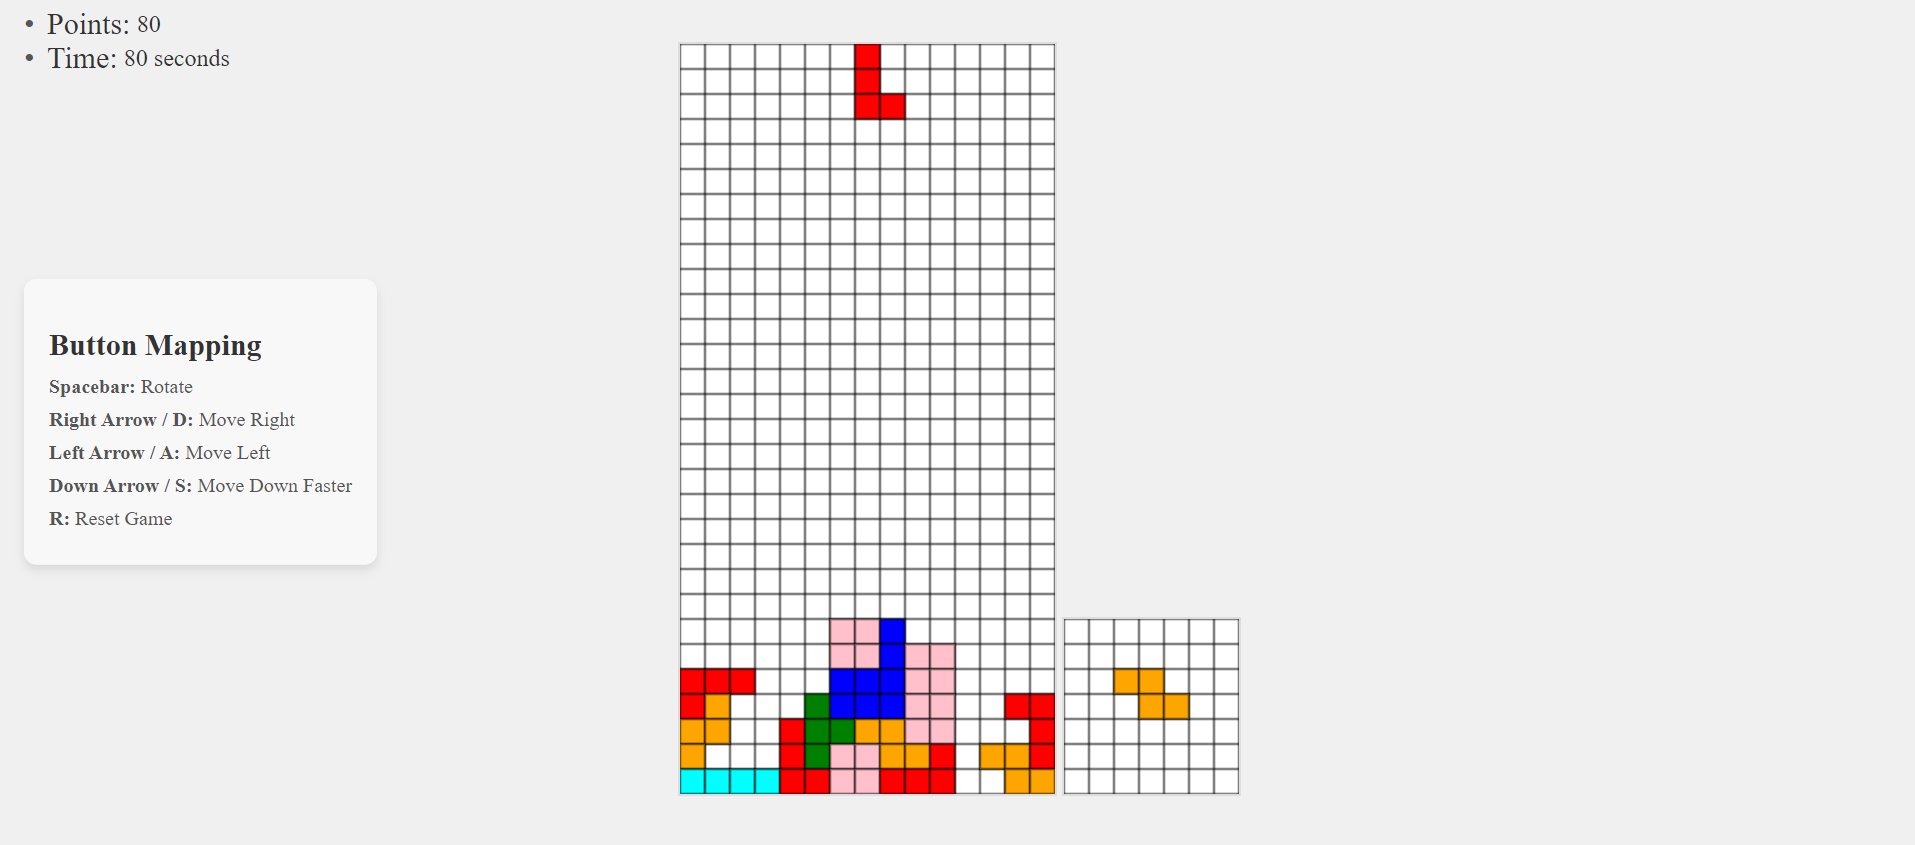 Points: 80
Time: 80 seconds
Button Mapping
Spacebar: Rotate
Right Arrow / D: Move Right
Left Arrow / A: Move Left
Down Arrow / S: Move Down Faster
R: Reset Game